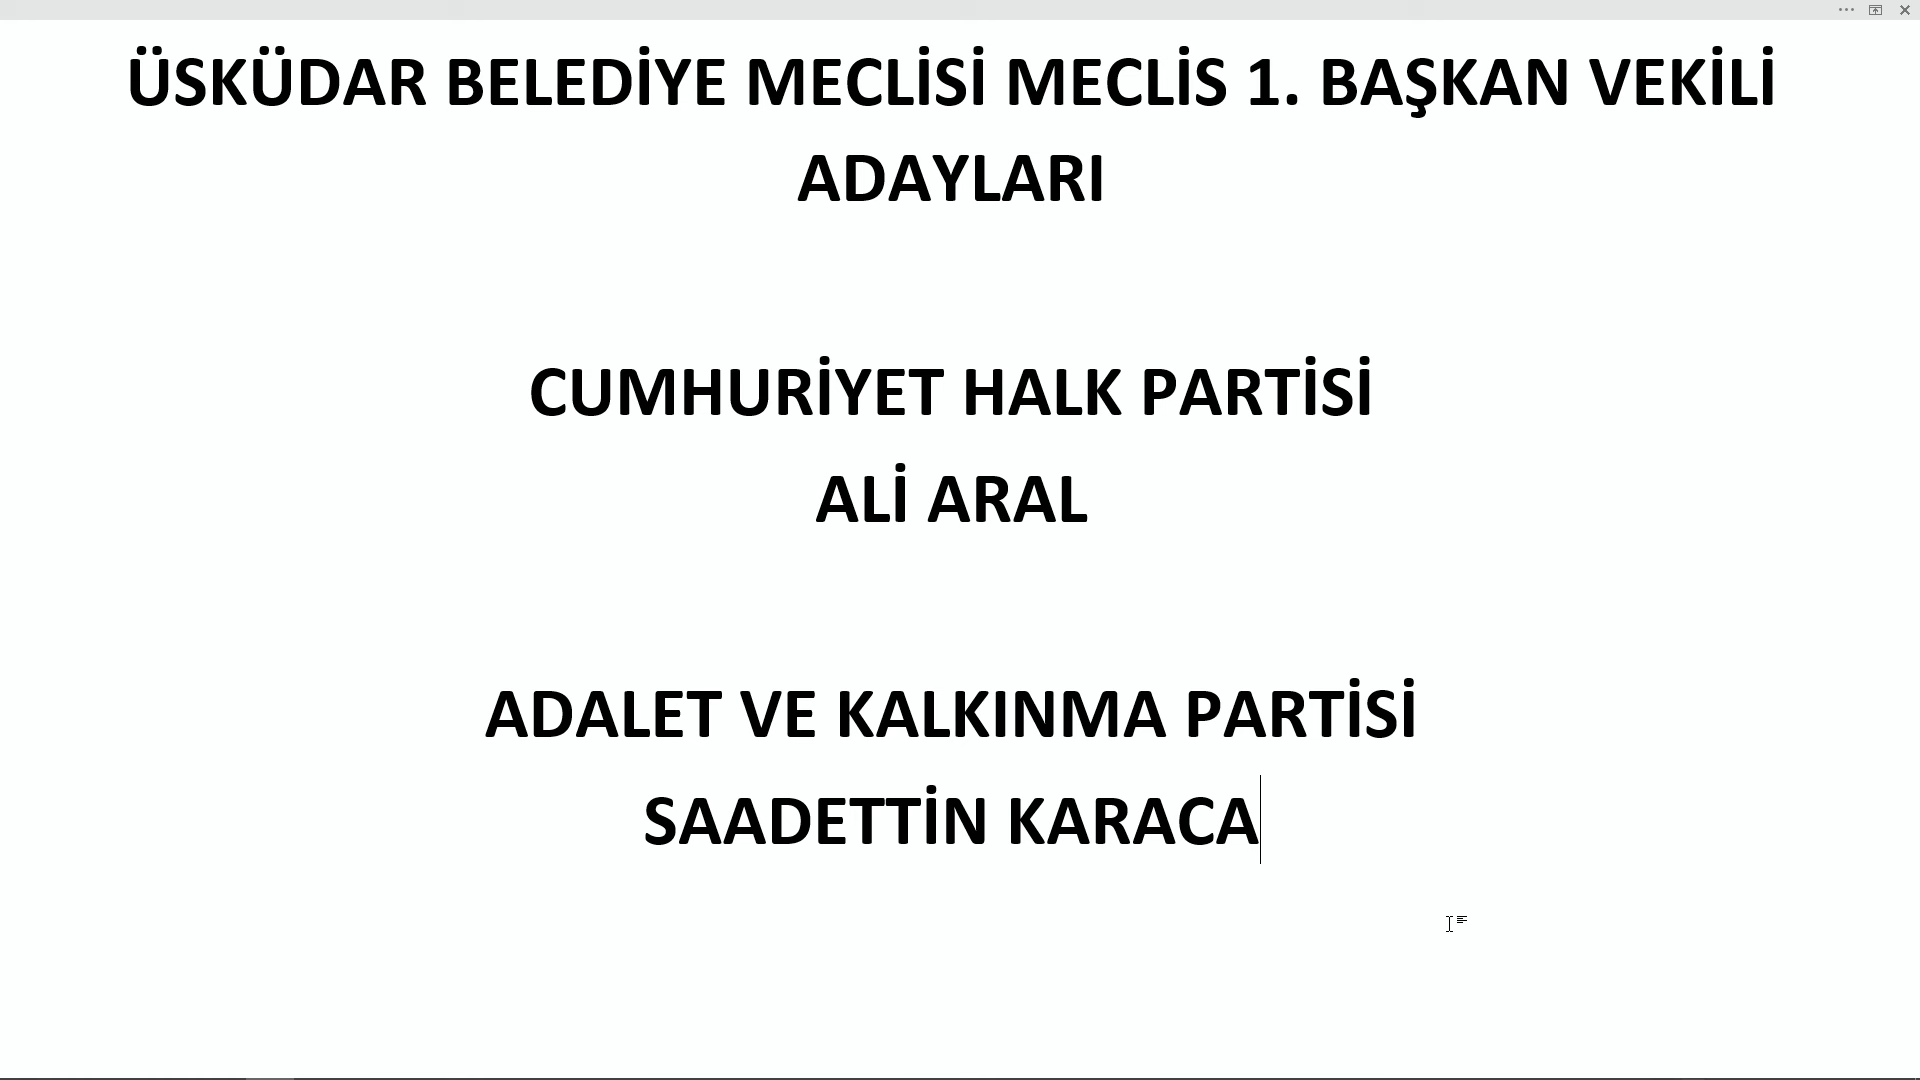 ÜSKÜDAR BELEDİYE MECLİSİ MECLİS 1. BAŞKAN VEKİLİ
ADAYLARI
CUMHURİYET HALK PARTİSİ
ALİ ARAL
ADALET VE KALKINMA PARTİSİ
SAADETTİN KARACA